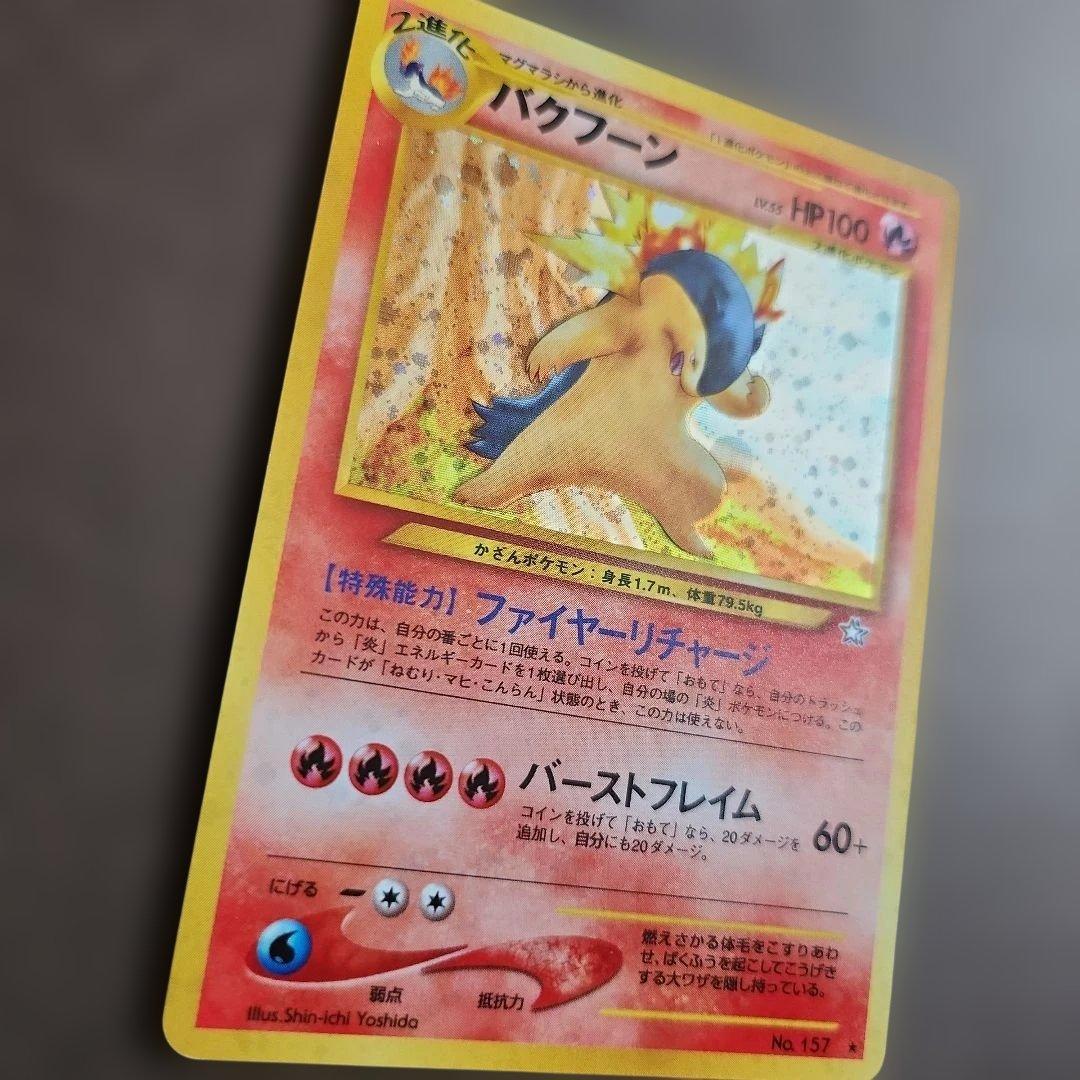 2進化
マグマラシから進化
バクフーン
LV.55 HP100
2進化ポケモン
かざんポケモン：身長1.7m、体重79.5kg
【特殊能力】ファイヤーリチャージ
この力は、自分の番ごとに1回使える。コインを投げて「おもて」なら、自分のトラッシュ
から「炎」エネルギーカードを1枚選び出し、自分の場の「炎」ポケモンにつける。この
カードが「ねむり・マヒ・こんらん」状態のとき、この力は使えない。
バーストフレイム
60+
コインを投げて「おもて」なら、20ダメージを
追加し、自分にも20ダメージ。
にげる
燃えさかる体毛をこすりあわ
せ、ばくふうを起こしてこうげき
する大ワザを隠し持っている。
弱点
抵抗力
Illus.Shin-ichi Yoshida
No. 157 ★